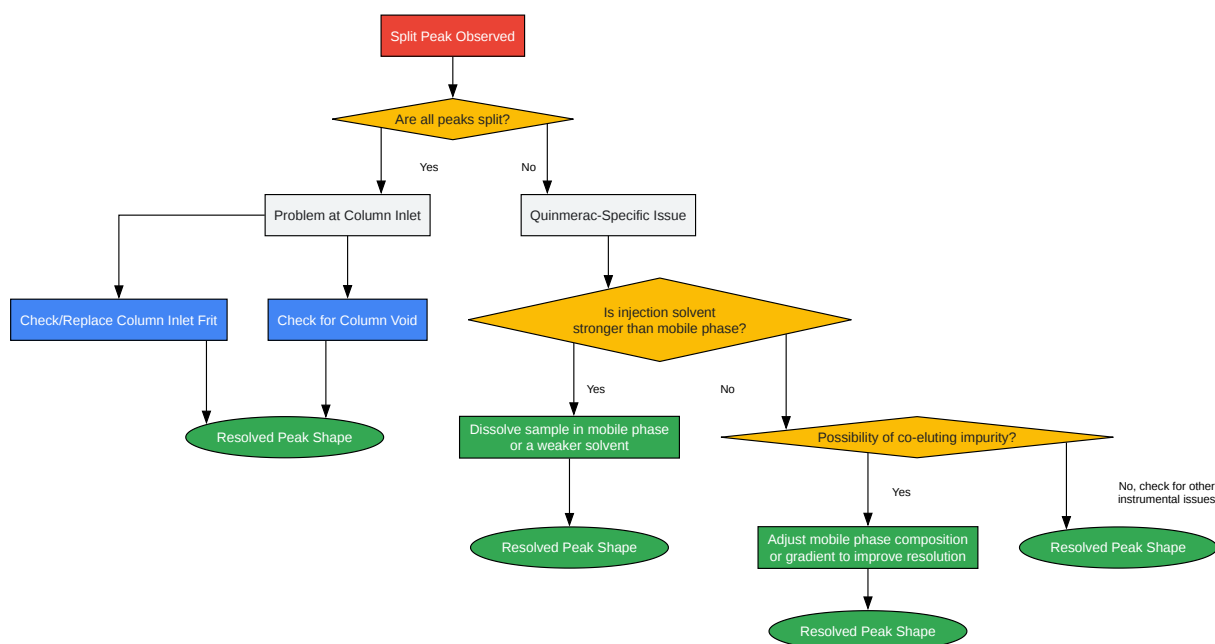 Split Peak Observed
Are all peaks split?
Yes
No
Problem at Column Inlet
Quinmerac-Specific Issue
Check/Replace Column Inlet Frit
Check for Column Void
Is injection solvent
stronger than mobile phase?
Yes
No
Resolved Peak Shape
Dissolve sample in mobile phase
or a weaker solvent
Possibility of co-eluting impurity?
Yes
No, check for other
instrumental issues
Resolved Peak Shape
Adjust mobile phase composition
or gradient to improve resolution
Resolved Peak Shape
Resolved Peak Shape